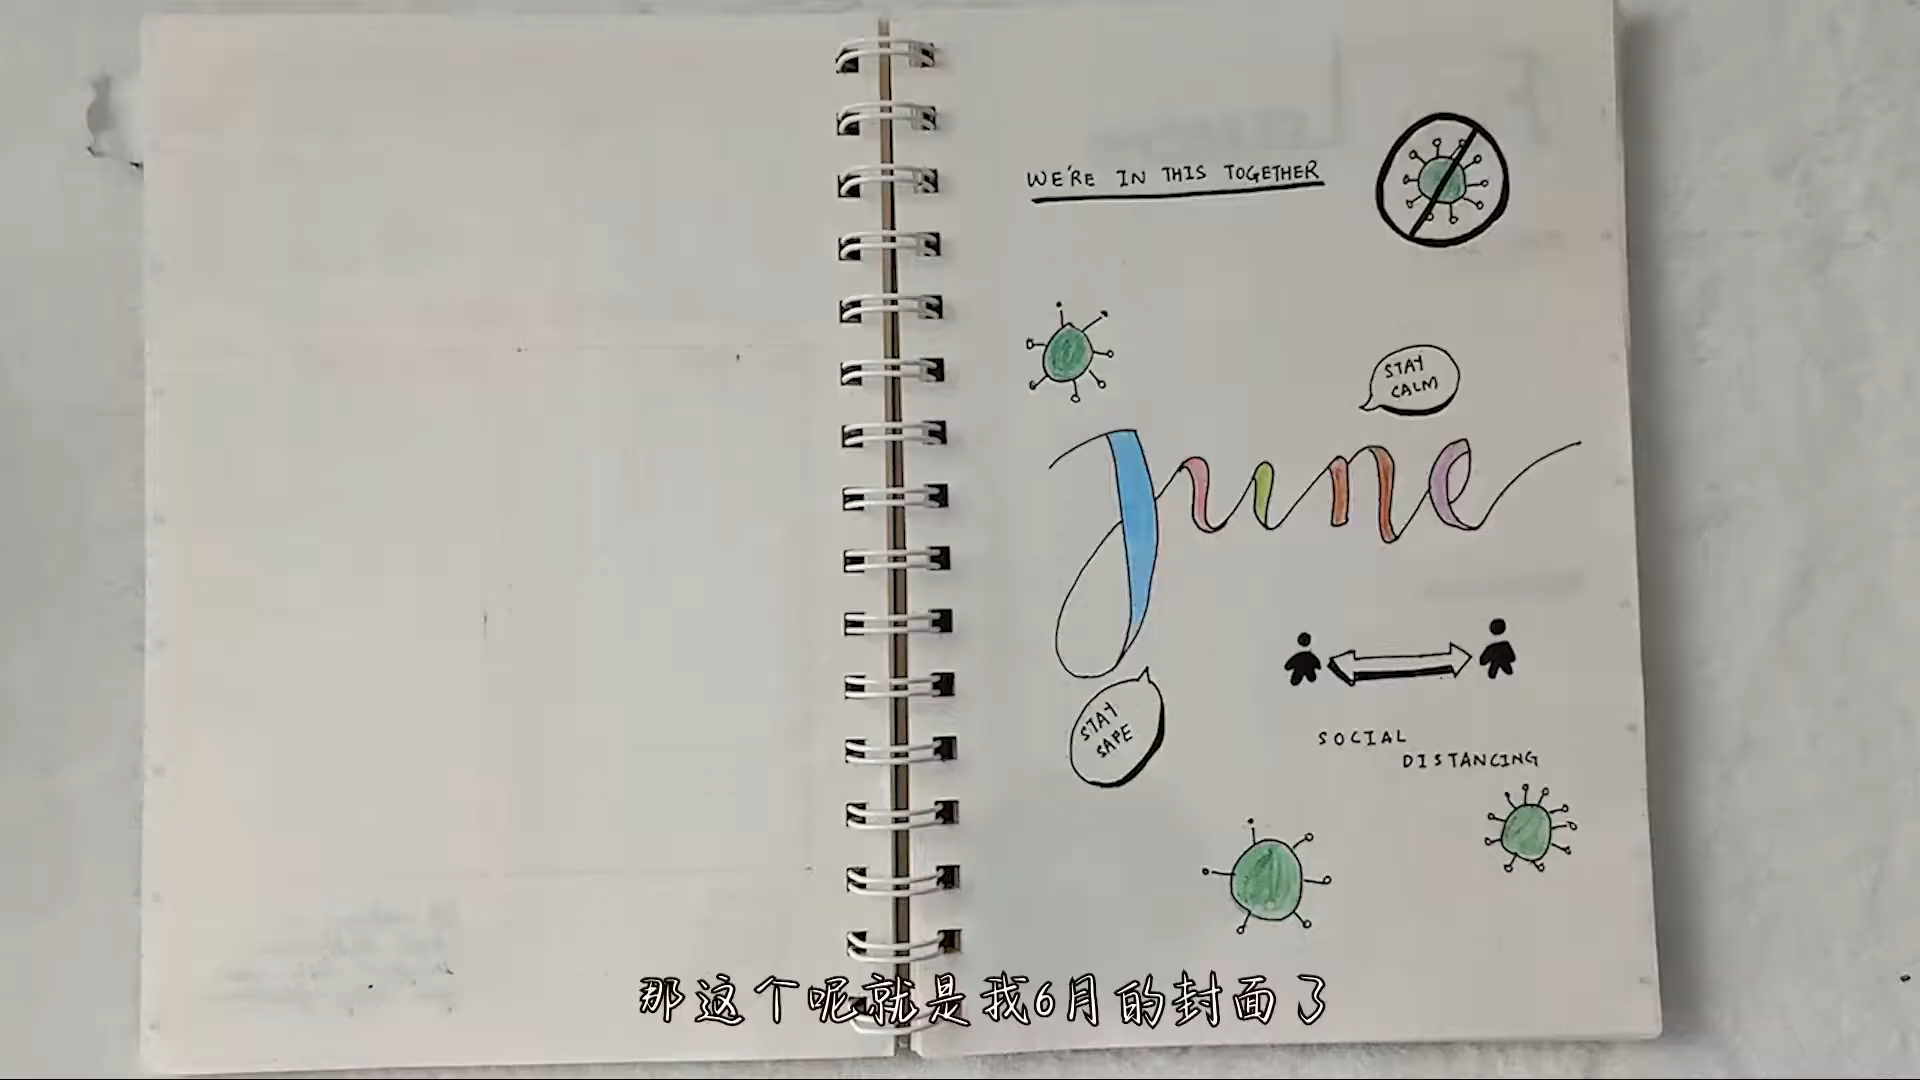 WE'RE IN THIS TOGETHER
STAY
CALM
June
STAY
SAFE
SOCIAL
DISTANCING
那这个呢就是我6月的封面了